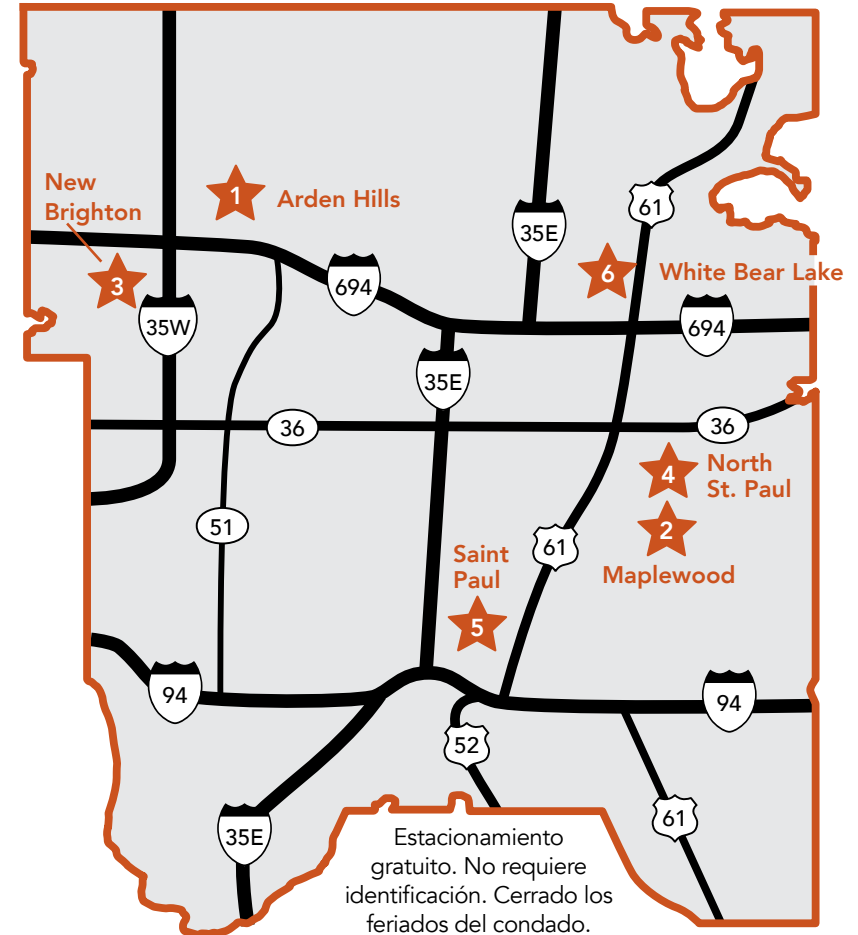 New
Brighton
1
Arden Hills
61
35E
3
6
White Bear Lake
694
35W
694
35E
36
36
4
North
St. Paul
51
2
61
Saint
Paul
Maplewood
5
94
94
52
61
35E
Estacionamiento
gratuito. No requiere
identificación. Cerrado los
feriados del condado.